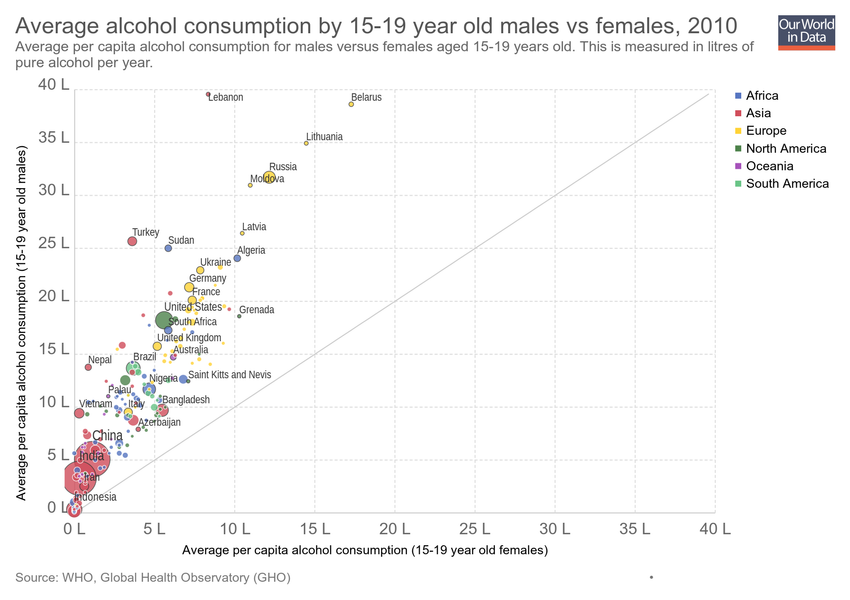 Average alcohol consumption by 15-19 year old males vs females, 2010
Average per capita alcohol consumption for males versus females aged 15-19 years old. This is measured in litres of
pure alcohol per year.
Our World
in Data
40 L
35 L
30 L
25 L
20 L
15 L
10 L
5 L
0 L
Average per capita alcohol consumption (15-19 year old males)
Lebanon
Belarus
Lithuania
Russia
Moldova
Latvia
Turkey
Sudan
Algeria
Ukraine
Germany
France
United States
Grenada
South Africa
United Kingdom
Australia
Nepal
Brazil
Nigeria
Saint Kitts and Nevis
Palau
Vietnam
Italy
Bangladesh
Azerbaijan
China
India
Iran
Indonesia
0 L
5 L
10 L
15 L
20 L
25 L
30 L
35 L
40 L
Average per capita alcohol consumption (15-19 year old females)
Africa
Asia
Europe
North America
Oceania
South America
Source: WHO, Global Health Observatory (GHO)